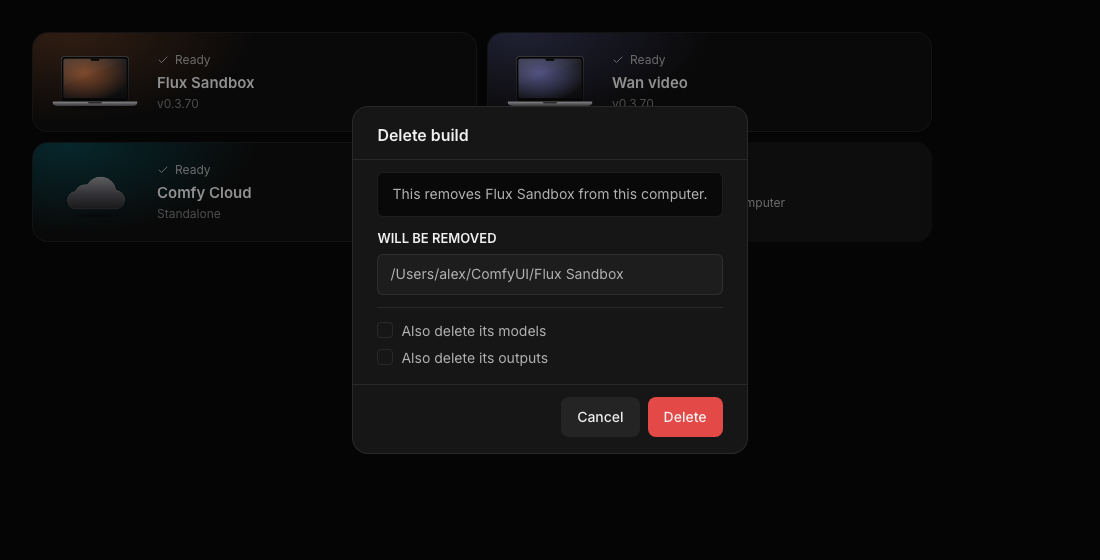 Ready
Flux Sandbox
v0.3.70
Ready
Wan video
v0.3.70
Ready
Comfy Cloud
Standalone
Delete build
This removes Flux Sandbox from this computer.
WILL BE REMOVED
/Users/alex/ComfyUI/Flux Sandbox
Also delete its models
Also delete its outputs
Cancel
Delete